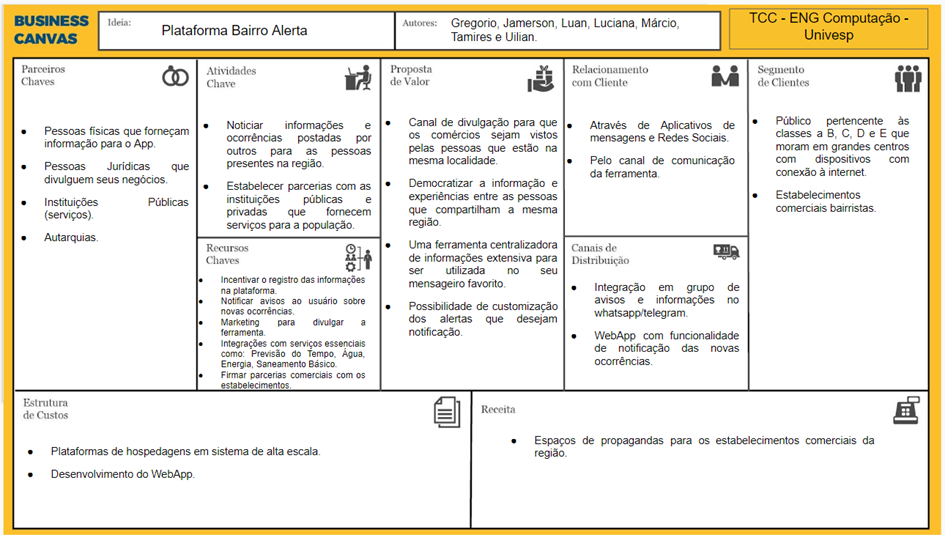 BUSINESS
CANVAS
Ideia:
Plataforma Bairro Alerta
Autores:
Gregorio, Jamerson, Luan, Luciana, Márcio,
Tamires e Uilian.
TCC - ENG Computação -
Univesp
Parceiros
Chaves
● Pessoas físicas que forneçam
informação para o App.
● Pessoas Jurídicas que
divulguem seus negócios.
● Instituições Públicas
(serviços).
● Autarquias.
Atividades
Chave
● Noticiar informações e
ocorrências postadas por
outros para as pessoas
presentes na região.
● Estabelecer parcerias com as
instituições públicas e
privadas que fornecem
serviços para a população.
Recursos
Chaves
● Incentivar o registro das informações
na plataforma.
● Notificar avisos ao usuário sobre
novas ocorrências.
● Marketing para divulgar a
ferramenta.
● Integrações com serviços essenciais
como: Previsão do Tempo, Água,
Energia, Saneamento Básico.
● Firmar parcerias comerciais com os
estabelecimentos.
Proposta
de Valor
● Canal de divulgação para que
os comércios sejam vistos
pelas pessoas que estão na
mesma localidade.
● Democratizar a informação e
experiências entre as pessoas
que compartilham a mesma
região.
● Uma ferramenta centralizadora
de informações extensiva para
ser utilizada no seu
mensageiro favorito.
● Possibilidade de customização
dos alertas que desejam
notificação.
Relacionamento
com Cliente
● Através de Aplicativos de
mensagens e Redes Sociais.
● Pelo canal de comunicação
da ferramenta.
Canais de
Distribuição
● Integração em grupo de
avisos e informações no
whatsapp/telegram.
● WebApp com funcionalidade
de notificação das novas
ocorrências.
Segmento
de Clientes
● Público pertencente às
classes a B, C, D e E que
moram em grandes centros
com dispositivos com
conexão à internet.
● Estabelecimentos
comerciais bairristas.
Estrutura
de Custos
● Plataformas de hospedagens em sistema de alta escala.
● Desenvolvimento do WebApp.
Receita
● Espaços de propagandas para os estabelecimentos comerciais da
região.